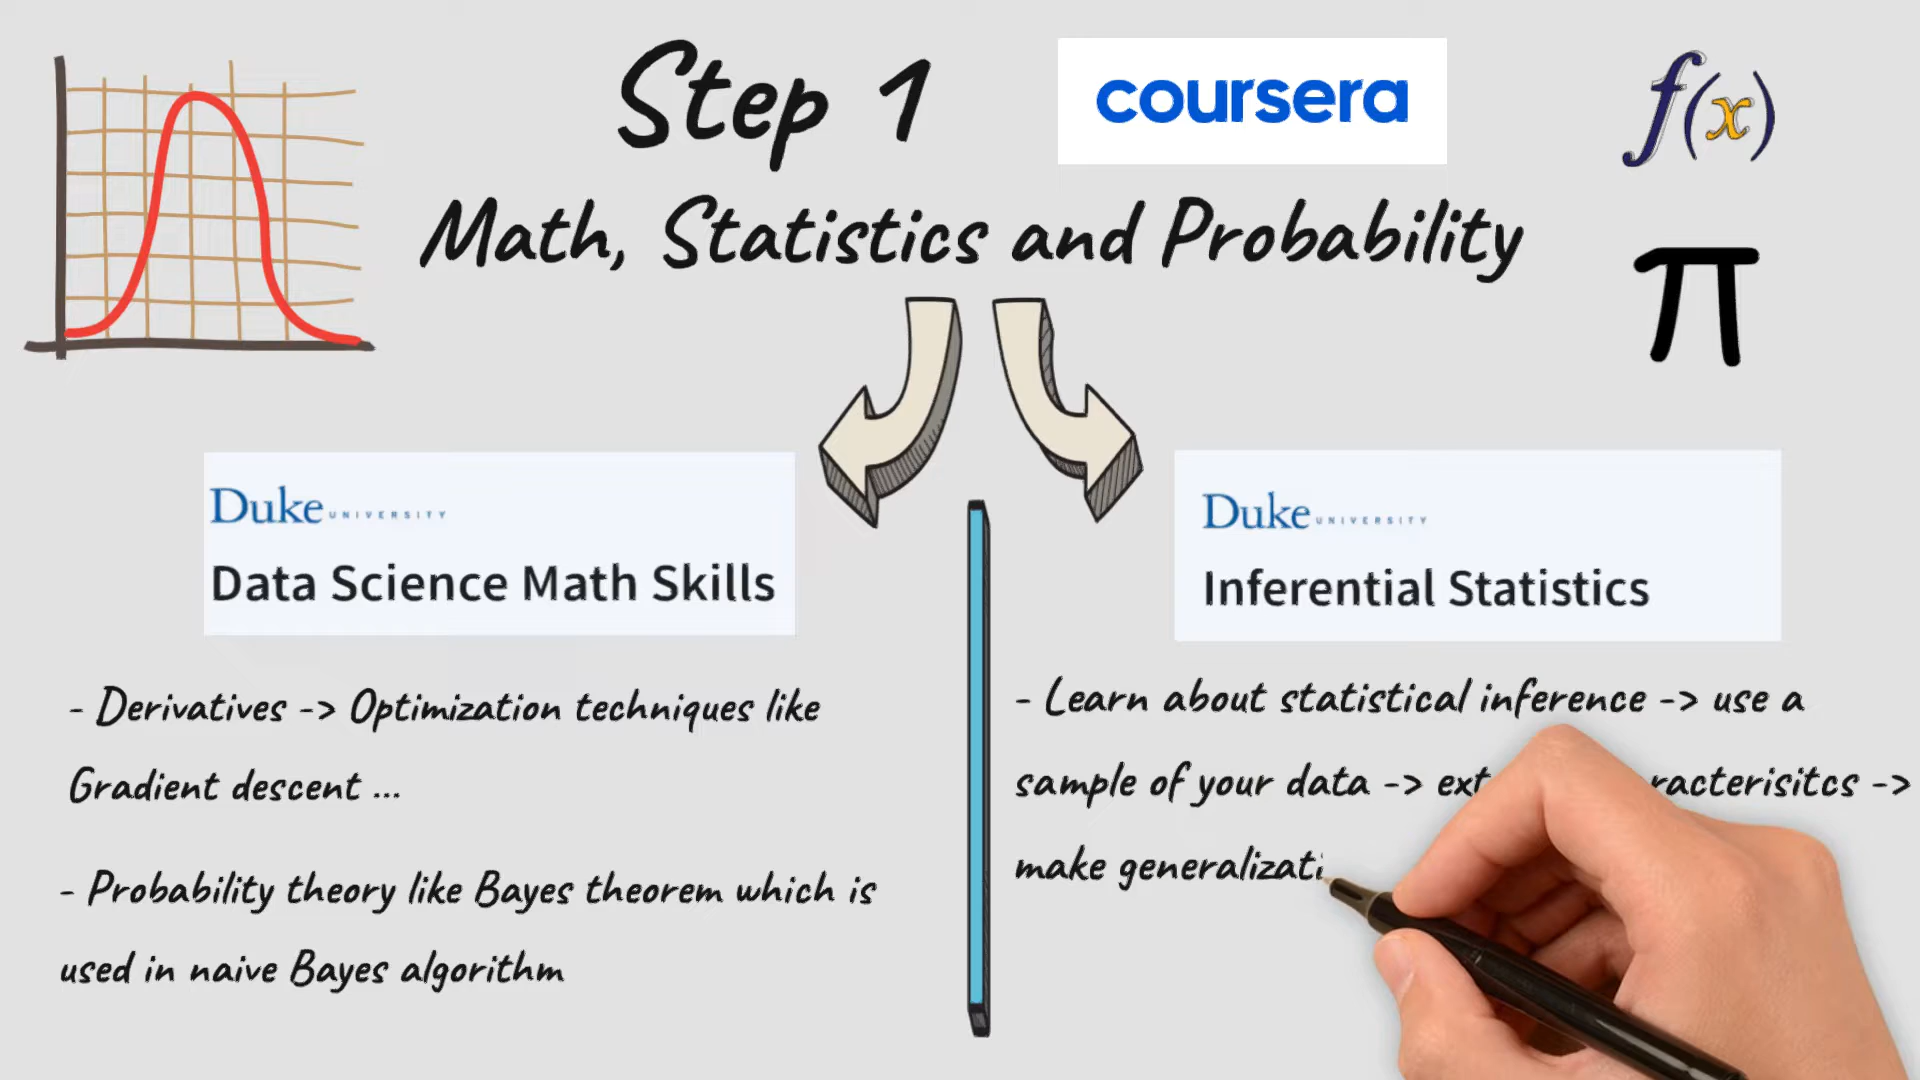 Step 1
coursera
f(x)
π
Math, Statistics and Probability
Duke UNIVERSITY
Data Science Math Skills
- Derivatives -> Optimization techniques like
Gradient descent ...
- Probability theory like Bayes theorem which is
used in naive Bayes algorithm
Duke UNIVERSITY
Inferential Statistics
- Learn about statistical inference -> use a
sample of your data -> ->
make